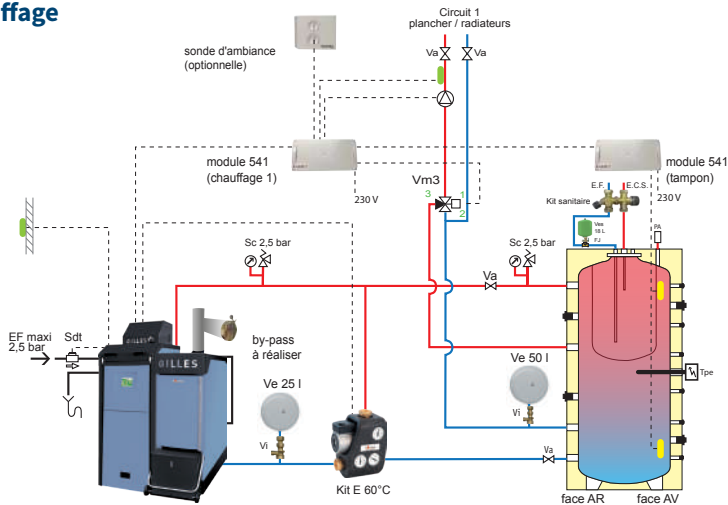 ffage
Circuit 1
plancher / radiateurs
Va
Va
sonde d'ambiance
(optionnelle)
module 541
(chauffage 1)
230 V
Vm3
3
1
2
module 541
(tampon)
230 V
E.F.
E.C.S.
Kit sanitaire
Vea
18 L
FJ
PA
Sc 2,5 bar
Sc 2,5 bar
Va
EF maxi
2,5 bar
Sdt
GILLES
GILLES
by-pass
à réaliser
Ve 25 l
Vi
Ve 50 l
Vi
Tpe
Va
Kit E 60°C
face AR
face AV